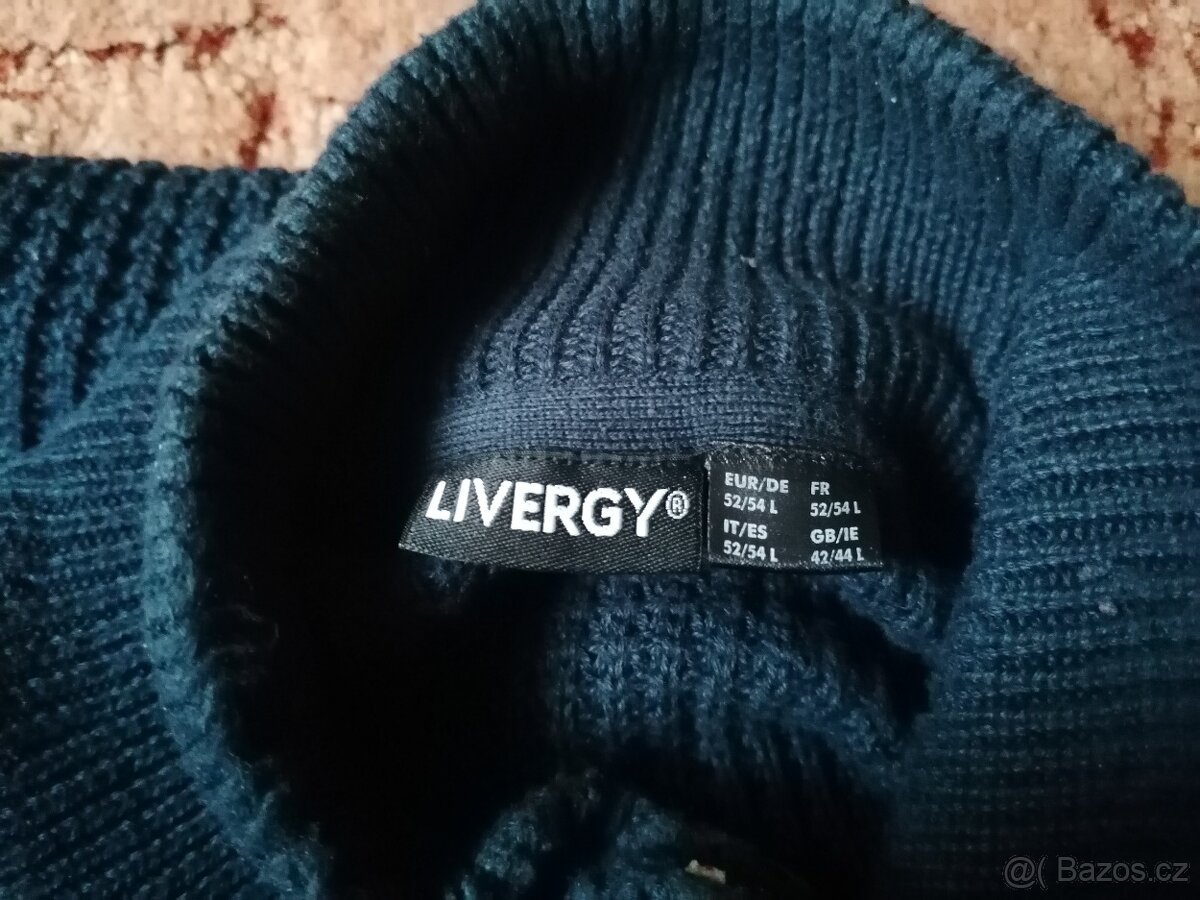 LIVERGY®
EUR/DE FR
52/54 L 52/54 L
IT/ES GB/IE
52/54 L 42/44 L
@( Bazos.cz